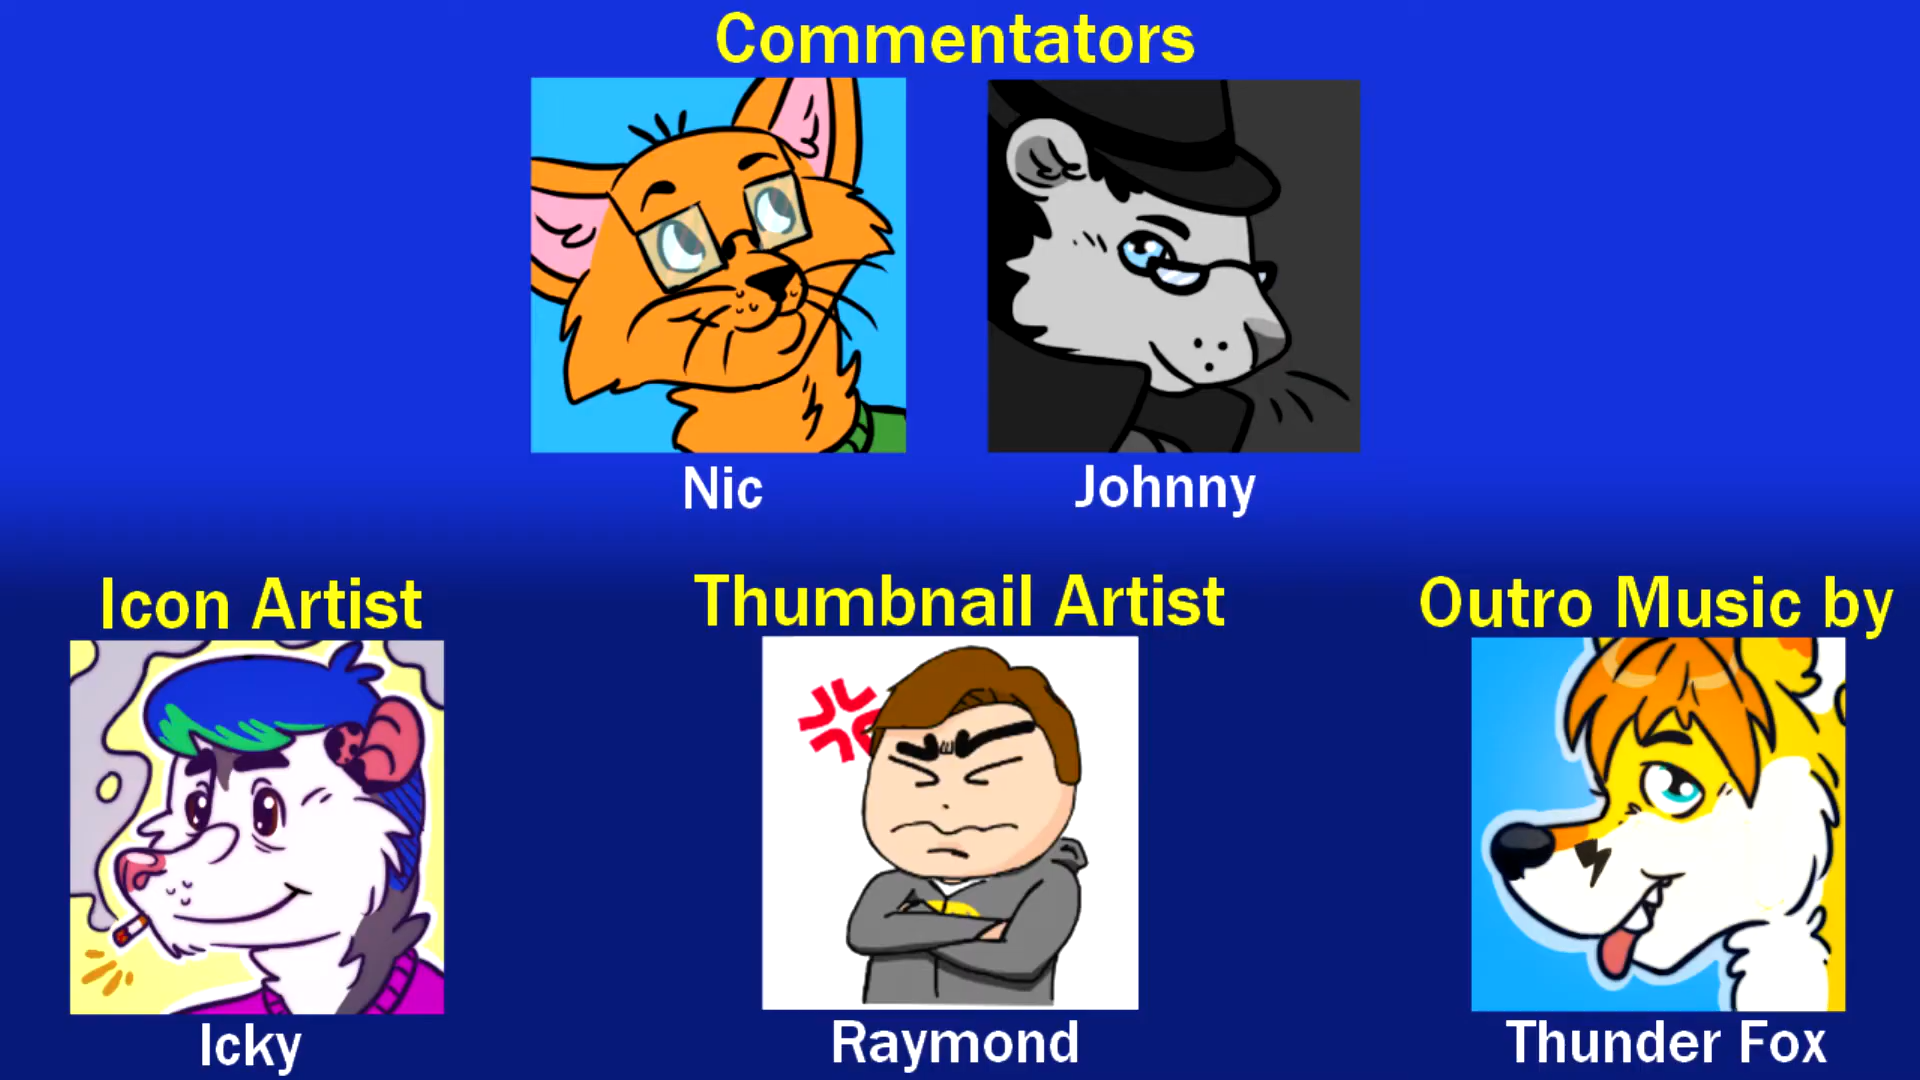 Commentators
Nic
Johnny
Icon Artist
Thumbnail Artist
Outro Music by
Icky
Raymond
Thunder Fox